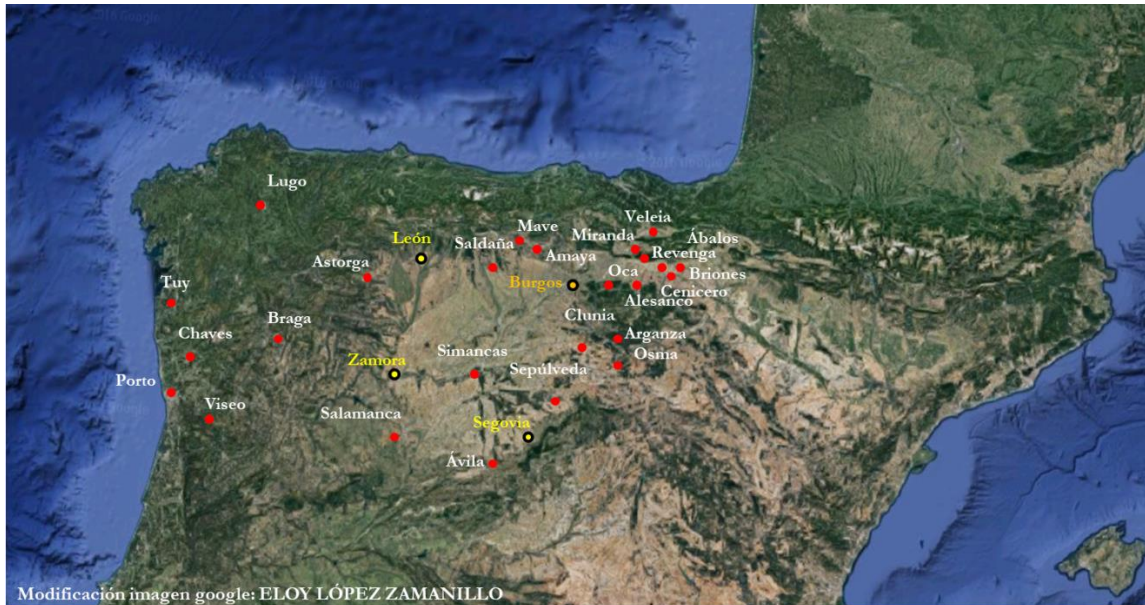 Lugo
Veleia
Mave
Miranda
Ábalos
León
Saldaña
Amaya
Revenga
Astorga
Oca
Briones
Burgos
Cenicero
Tuy
Alesanco
Clunia
Braga
Chaves
Arganza
Zamora
Simancas
Osma
Sepúlveda
Porto
Viseo
Salamanca
Segovia
Ávila
Modificación imagen google: ELOY LÓPEZ ZAMANILLO